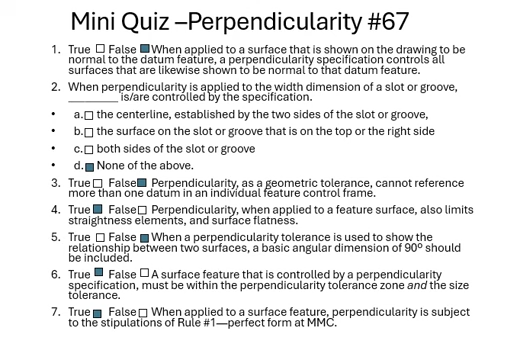 Mini Quiz –Perpendicularity #67
1. True ☐ False ■ When applied to a surface that is shown on the drawing to be
normal to the datum feature, a perpendicularity specification controls all
surfaces that are likewise shown to be normal to that datum feature.
2. When perpendicularity is applied to the width dimension of a slot or groove,
_________ is/are controlled by the specification.
• a.☐ the centerline, established by the two sides of the slot or groove,
• b.☐ the surface on the slot or groove that is on the top or the right side
• c.☐ both sides of the slot or groove
• d.■ None of the above.
3. True☐ False■ Perpendicularity, as a geometric tolerance, cannot reference
more than one datum in an individual feature control frame.
4. True■ False☐ Perpendicularity, when applied to a feature surface, also limits
straightness elements, and surface flatness.
5. True ☐ False ■ When a perpendicularity tolerance is used to show the
relationship between two surfaces, a basic angular dimension of 90º should
be included.
6. True ■ False ☐ A surface feature that is controlled by a perpendicularity
specification, must be within the perpendicularity tolerance zone and the size
tolerance.
7. True■ False☐ When applied to a surface feature, perpendicularity is subject
to the stipulations of Rule #1—perfect form at MMC.